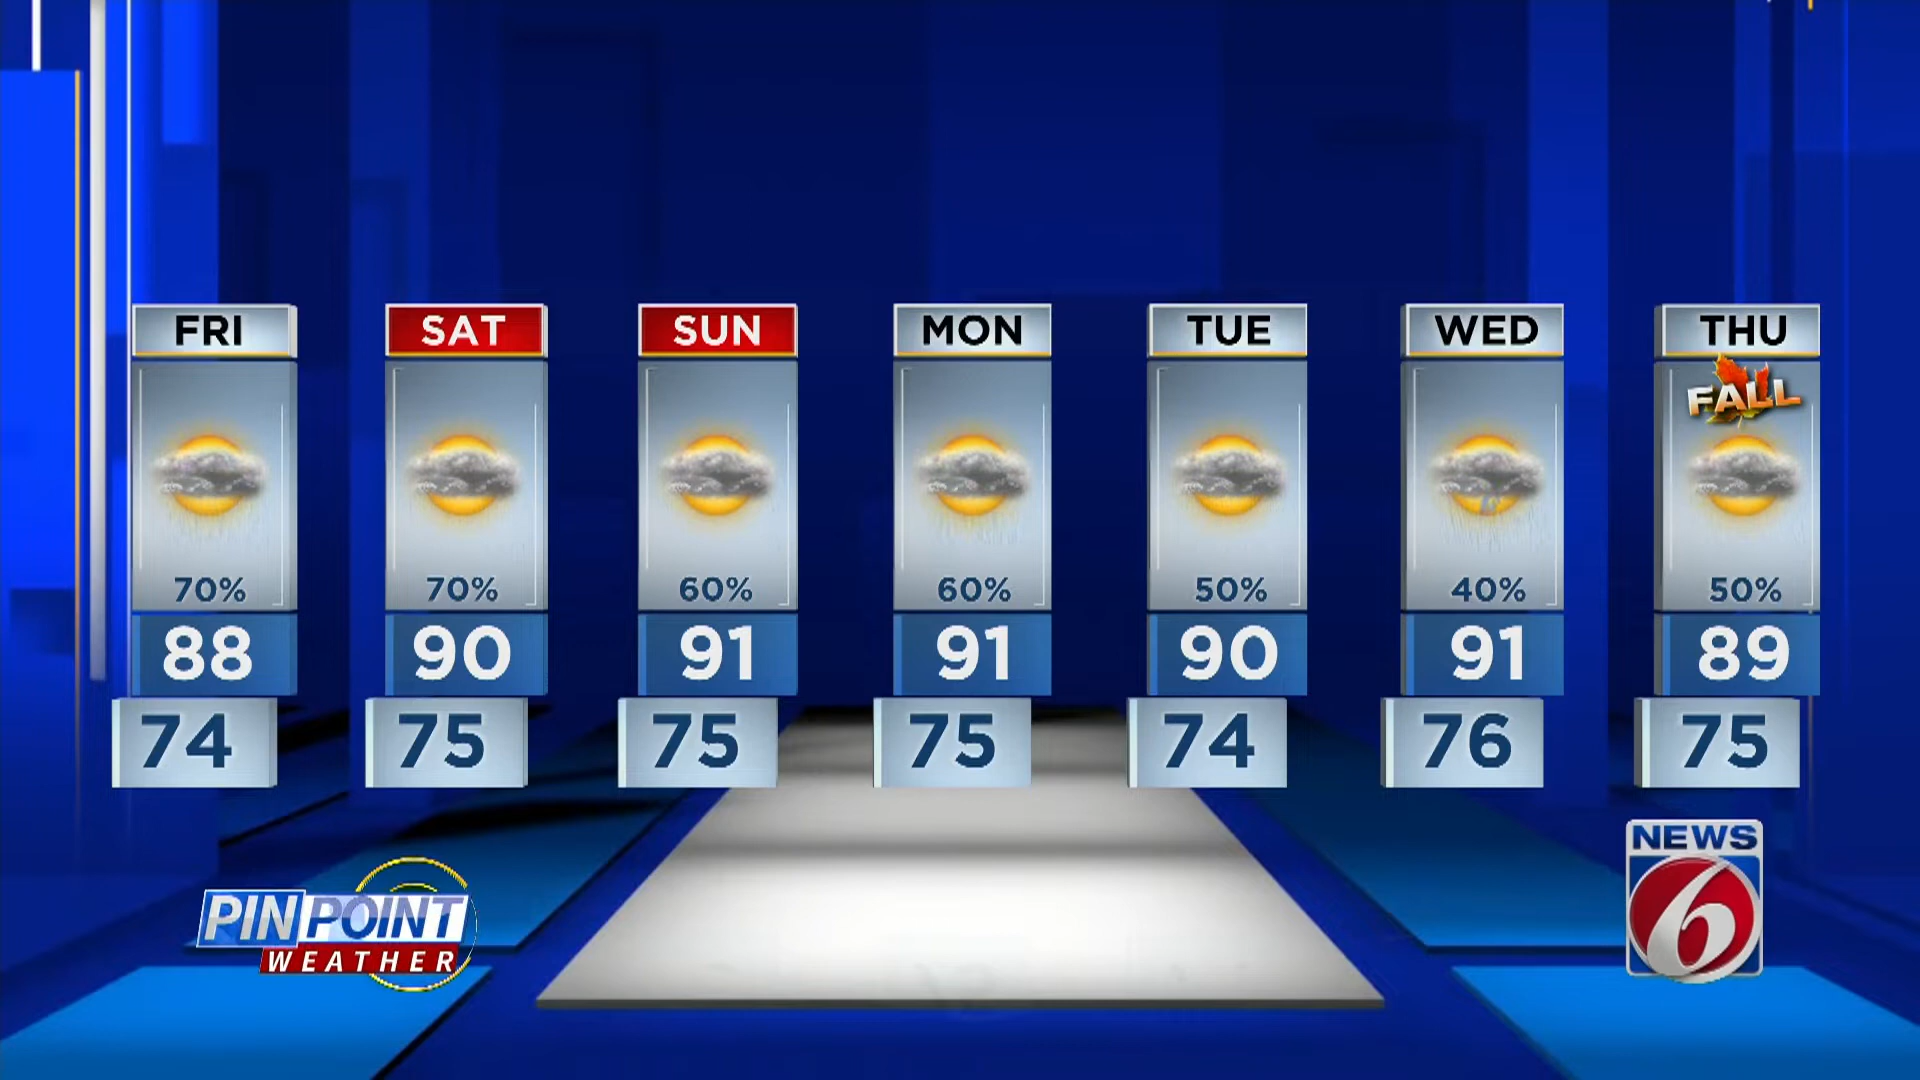 FRI SAT SUN MON TUE WED THU
FALL
70% 70% 60% 60% 50% 40% 50%
88 90 91 91 90 91 89
74 75 75 75 74 76 75
NEWS
6
PINPOINT
WEATHER